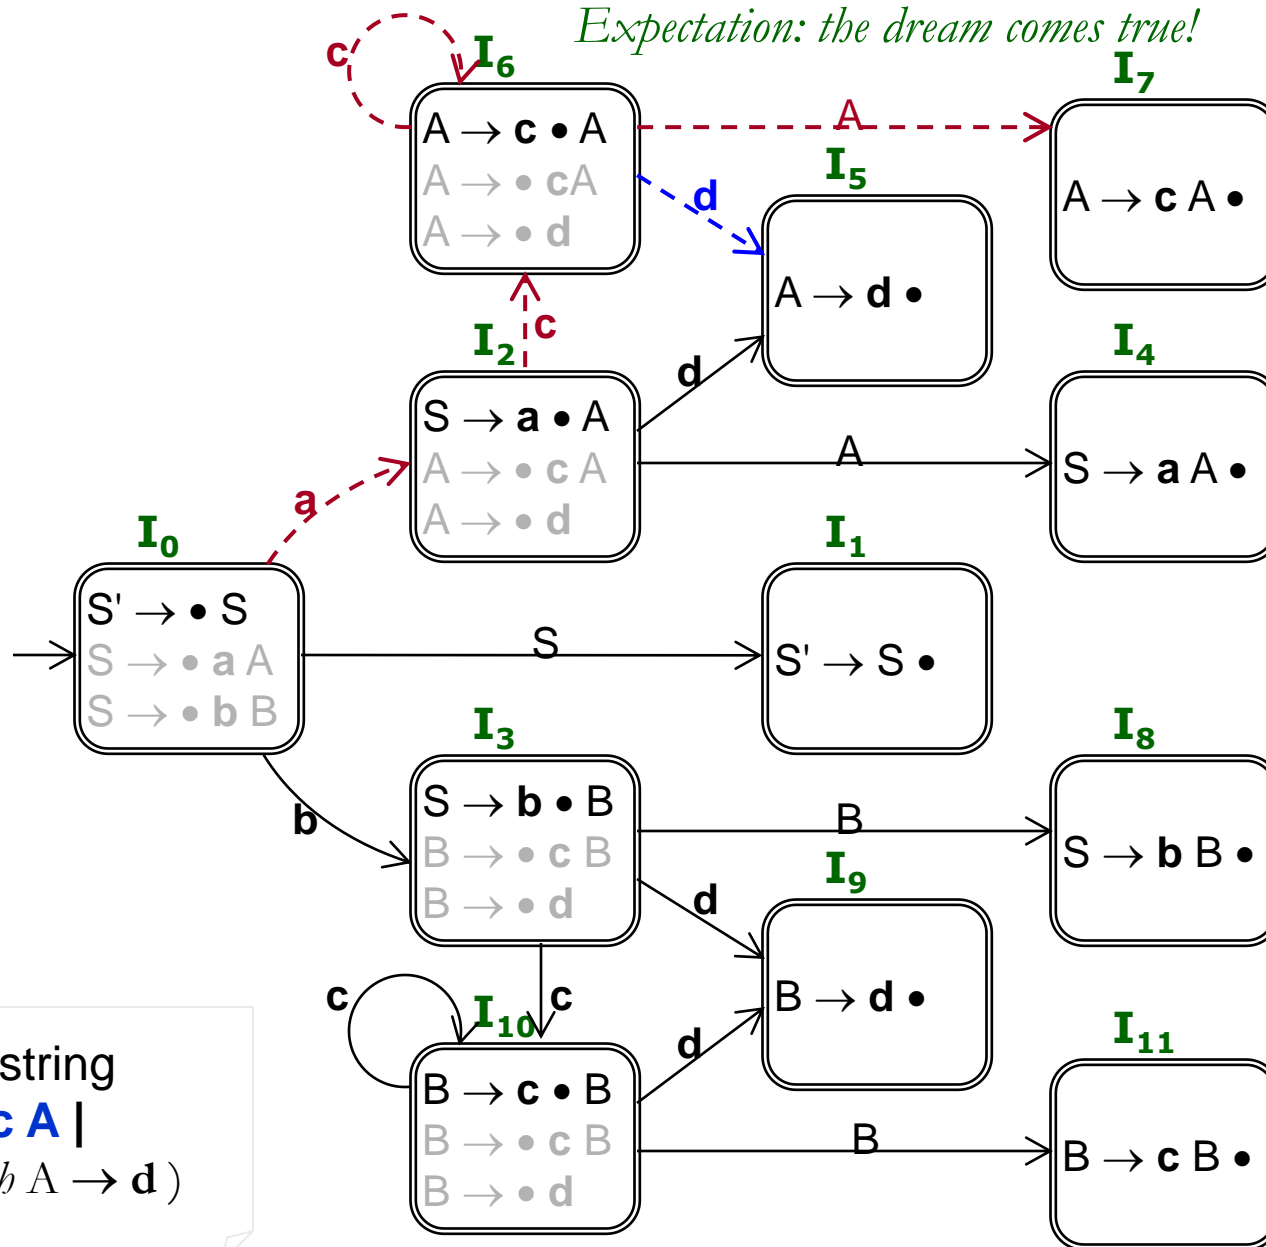 Expectation: the dream comes true!
c
I6
A → c • A
A → • cA
A → • d
A
I7
A → c A •
d
I5
A → d •
c
I2
S → a • A
A → • c A
A → • d
d
A
I4
S → a A •
a
I0
S' → • S
S → • a A
S → • b B
S
I1
S' → S •
b
I3
S → b • B
B → • c B
B → • d
B
I8
S → b B •
d
I9
B → d •
c
c
I10
B → c • B
B → • c B
B → • d
d
B
I11
B → c B •
string
c A |
A → d )